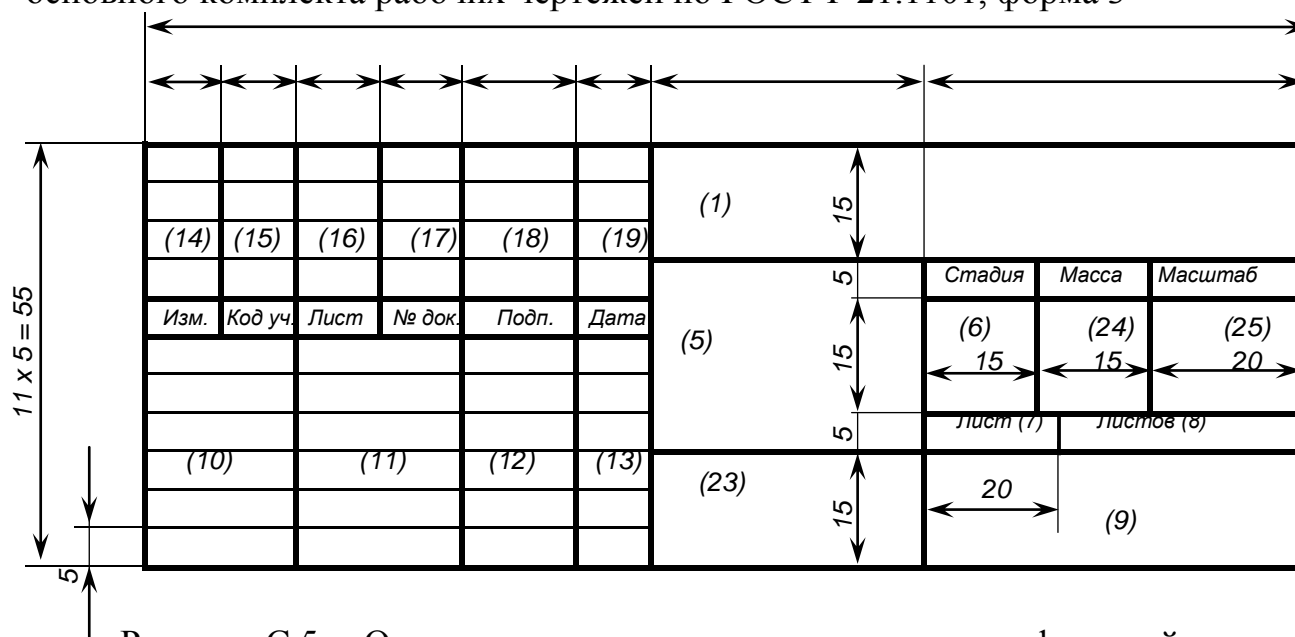 основного комплекта рабочих чертежей по ГОСТ Р 21.1101, форма 3
(1)
15
(14) (15) (16) (17) (18) (19)
5
Стадия Масса Масштаб
Изм. Код уч. Лист № док. Подп. Дата
11 x 5 = 55
(5)
15
(6) (24) (25)
15 15 20
5
Лист (7) Листов (8)
(10) (11) (12) (13)
(23)
15
20
(9)
5